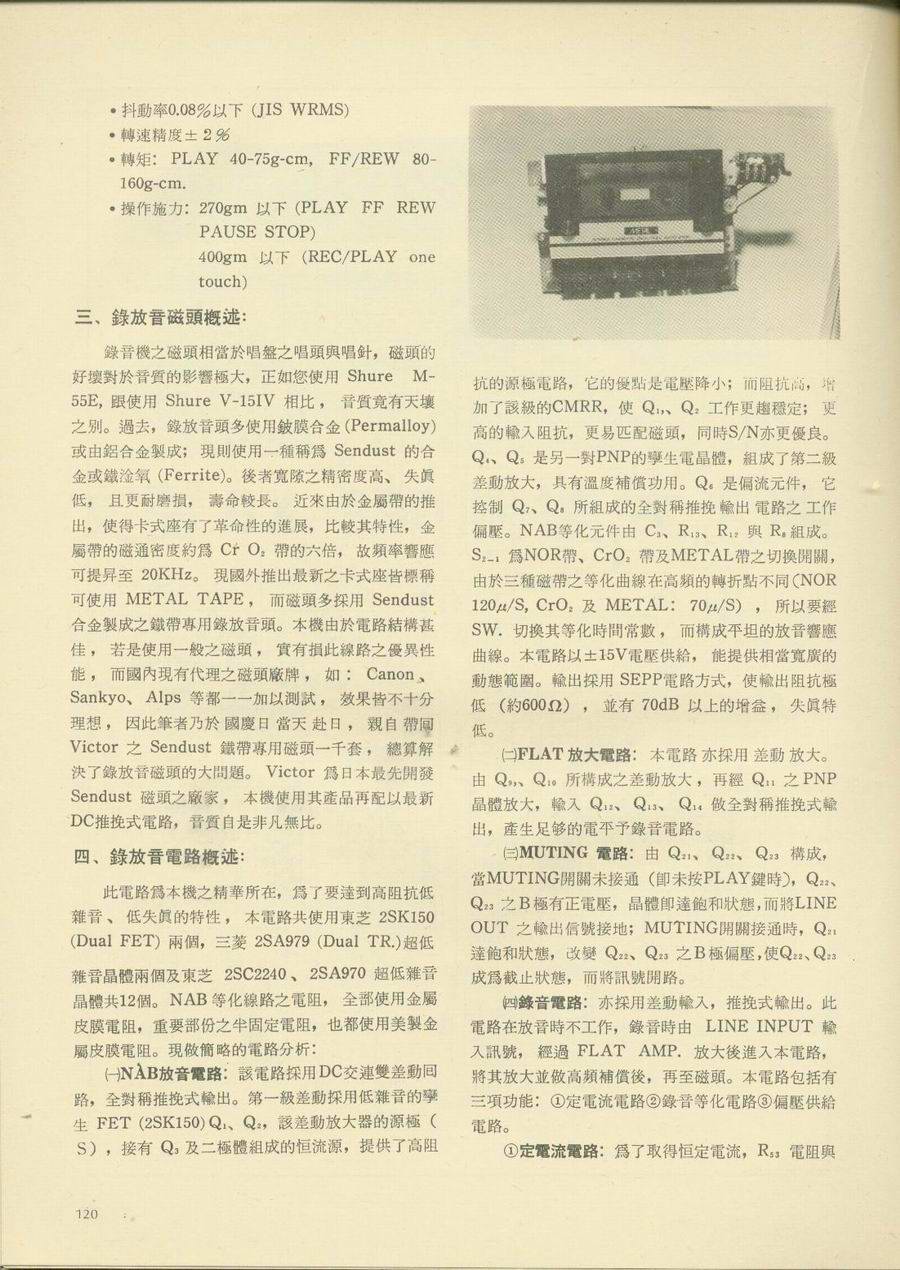 • 抖動率0.08%以下 (JIS WRMS)
• 轉速精度±2%
• 轉矩： PLAY 40-75g-cm, FF/REW 80-
160g-cm.
• 操作施力： 270gm 以下 (PLAY FF REW
PAUSE STOP)
400gm 以下 (REC/PLAY one
touch)
三、錄放音磁頭概述：
錄音機之磁頭相當於唱盤之唱頭與唱針，磁頭的
好壞對於音質的影響極大，正如您使用 Shure M-
55E, 跟使用 Shure V-15IV 相比， 音質竟有天壤
之別。過去，錄放音頭多使用鈹膜合金 (Permalloy)
或由鋁合金製成； 現則使用一種稱爲 Sendust 的合
金或鐵淦氧 (Ferrite)。後者寬隙之精密度高、 失眞
低， 且更耐磨損， 壽命較長。 近來由於金屬帶的推
出，使得卡式座有了革命性的進展，比較其特性，金
屬帶的磁通密度約爲 Cr O₂ 帶的六倍， 故頻率響應
可提昇至 20KHz。 現國外推出最新之卡式座皆標稱
可使用 METAL TAPE， 而磁頭多採用 Sendust
合金製成之鐵帶專用錄放音頭。本機由於電路結構甚
佳， 若是使用一般之磁頭， 實有損此線路之優異性
能， 而國內現有代理之磁頭廠牌， 如： Canon、
Sankyo、 Alps 等都一一加以測試， 效果皆不十分
理想， 因此筆者乃於 國慶日 當天 赴日， 親自 帶囘
Victor 之 Sendust 鐵帶專用磁頭一千套， 總算解
決了錄放音磁頭的大問題。 Victor 爲日本最先開發
Sendust 磁頭之廠家， 本機使用其產品再配以最新
DC推挽式電路，音質自是非凡無比。
四、錄放音電路概述：
此電路爲本機之精華所在，爲了要達到高阻抗低
雜音、 低失眞的特性， 本電路共使用東芝 2SK150
(Dual FET) 兩個，三菱 2SA979 (Dual TR.)超低
雜音晶體兩個及東芝 2SC2240、 2SA970 超低雜音
晶體共12個。 NAB 等化線路之電阻， 全部使用金屬
皮膜電阻，重要部份之半固定電阻，也都使用美製金
屬皮膜電阻。現做簡略的電路分析：
㈠NAB放音電路： 該電路採用DC交連雙差動回
路，全對稱推挽式輸出。第一級差動採用低雜音的孿
生 FET (2SK150) Q₁、 Q₂，該差動放大器的源極（
S），接有 Q₃ 及二極體組成的恒流源，提供了高阻
抗的源極電路，它的優點是電壓降小； 而阻抗高，增
加了該級的CMRR，使 Q₁,、 Q₂ 工作更趨穩定； 更
高的輸入阻抗，更易匹配磁頭，同時S/N亦更優良。
Q₄、 Q₅ 是另一對PNP的孿生電晶體，組成了第二級
差動放大，具有溫度補償功用。Q₆ 是偏流元件， 它
控制 Q₇、 Q₈ 所組成的全對稱推挽 輸出 電路之 工作
偏壓。 NAB等化元件由 C₃、 R₁₃、 R₁₂ 與 R₈ 組成。
S₂₋₁ 爲NOR帶、CrO₂ 帶及METAL帶之切換開關，
由於三種磁帶之等化曲線在高頻的轉折點不同（NOR
120μ/S, CrO₂ 及 METAL： 70μ/S）， 所以要經
SW. 切換其等化時間常數， 而構成平坦的放音響應
曲線。本電路以±15V電壓供給， 能提供相當寬廣的
動態範圍。輸出採用 SEPP電路方式，使輸出阻抗極
低 （約600Ω）， 並有 70dB 以上的增益， 失眞特
低。
㈡FLAT 放大電路： 本電路 亦採用 差動 放大。
由 Q₉,、 Q₁₀ 所構成之差動放大， 再經 Q₁₁ 之 PNP
晶體放大，輸入 Q₁₂、 Q₁₃、 Q₁₄ 做全對稱推挽式輸
出，產生足够的電平予錄音電路。
㈢MUTING 電路： 由 Q₂₁、 Q₂₂、 Q₂₃ 構成，
當MUTING開關未接通 （卽未按PLAY鍵時），Q₂₂、
Q₂₃ 之B極有正電壓，晶體卽達飽和狀態，而將LINE
OUT 之輸出信號接地； MUTING開關接通時， Q₂₁
達飽和狀態，改變 Q₂₂、 Q₂₃ 之B極偏壓，使Q₂₂、Q₂₃
成爲截止狀態，而將訊號開路。
㈣錄音電路： 亦採用差動輸入，推挽式輸出。此
電路在放音時不工作，錄音時由 LINE INPUT 輸
入訊號， 經過 FLAT AMP. 放大後進入本電路，
將其放大並做高頻補償後，再至磁頭。本電路包括有
三項功能： ①定電流電路②錄音等化電路③偏壓供給
電路。
①定電流電路： 爲了取得恒定電流，R₅₃ 電阻與
120